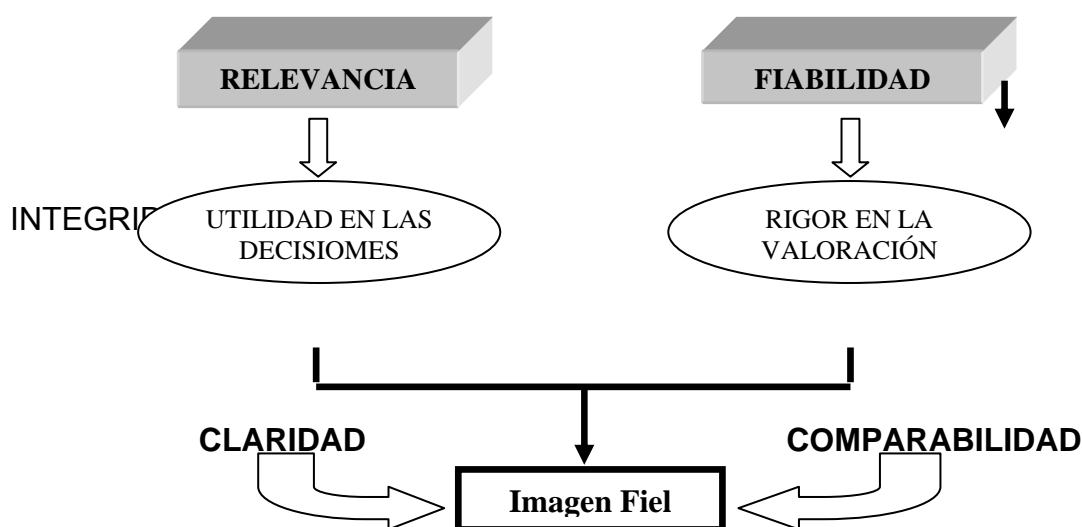 RELEVANCIA
FIABILIDAD
UTILIDAD EN LAS
DECISIOMES
RIGOR EN LA
VALORACIÓN
CLARIDAD
COMPARABILIDAD
Imagen Fiel